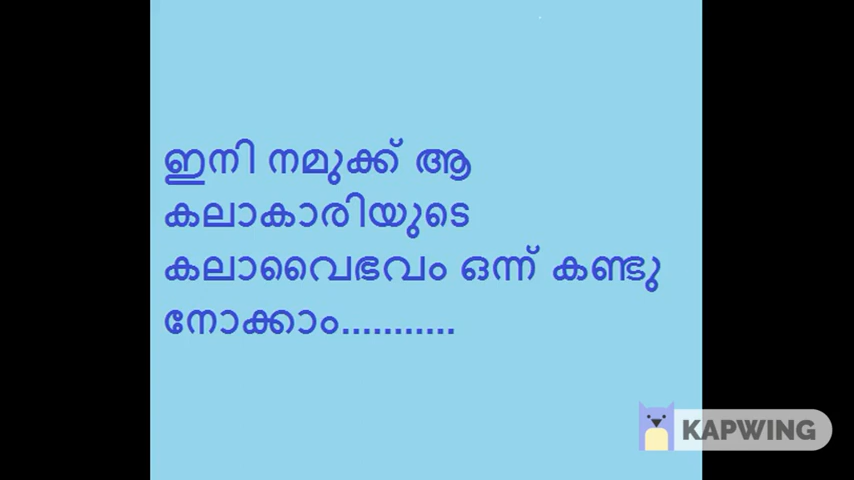 ഇനി നമുക്ക് ആ
കലാകാരിയുടെ
കലാവൈഭവം ഒന്ന് കണ്ടു
നോക്കാം...........
KAPWING